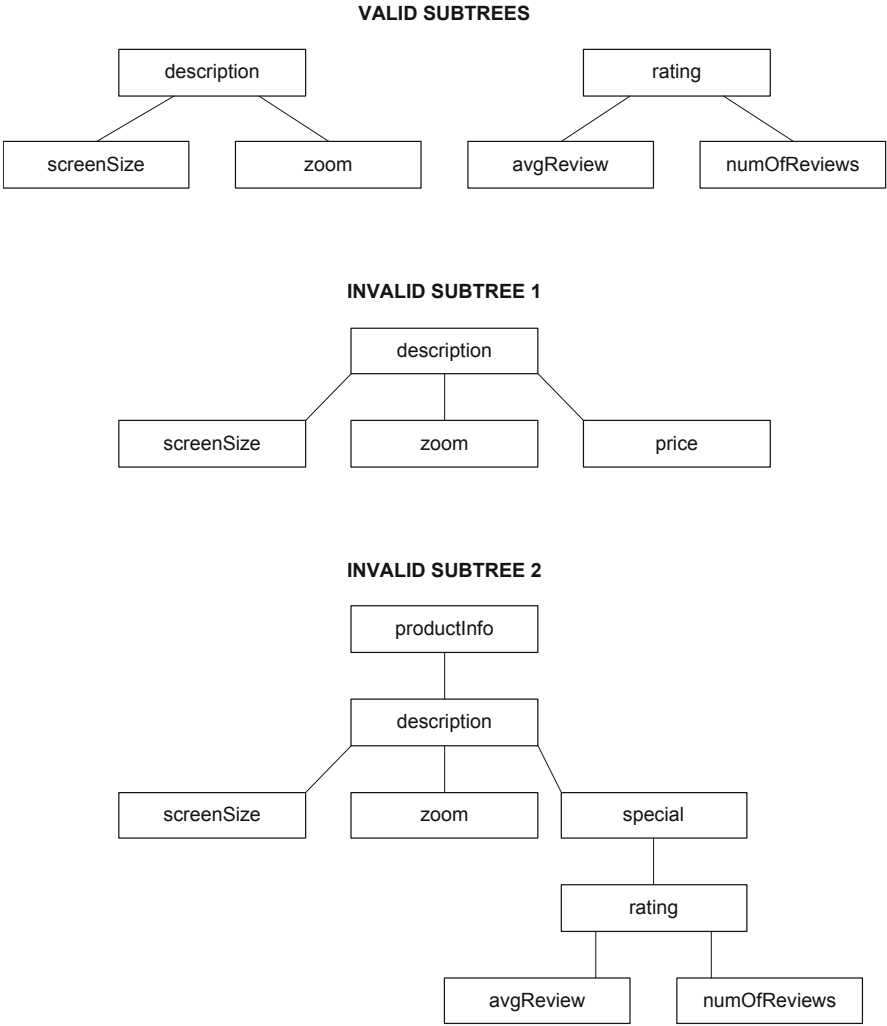 VALID SUBTREES
description
rating
screenSize
zoom
avgReview
numOfReviews
INVALID SUBTREE 1
description
screenSize
zoom
price
INVALID SUBTREE 2
productInfo
description
screenSize
zoom
special
rating
avgReview
numOfReviews